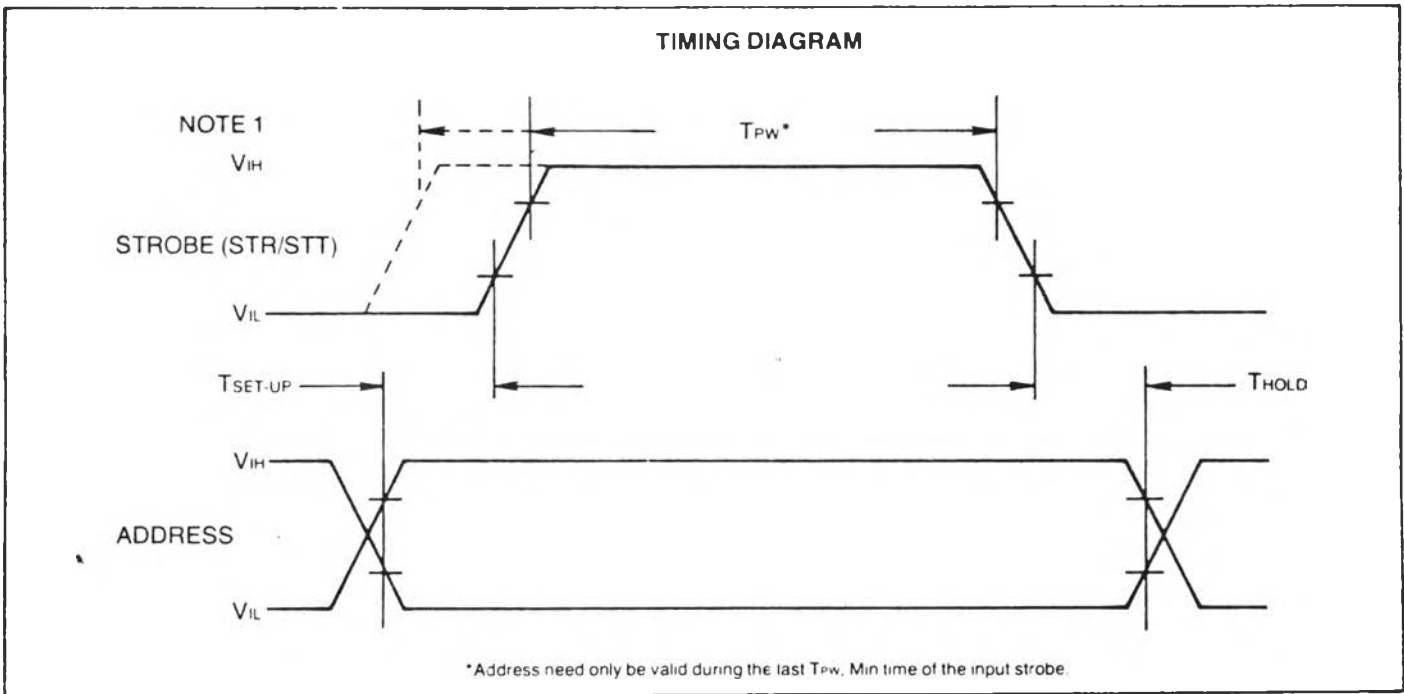 TIMING DIAGRAM
NOTE 1
TPW*
VIH
STROBE (STR/STT)
VIL
TSET-UP
THOLD
VIH
ADDRESS
VIL
*Address need only be valid during the last TPW, Min time of the input strobe.